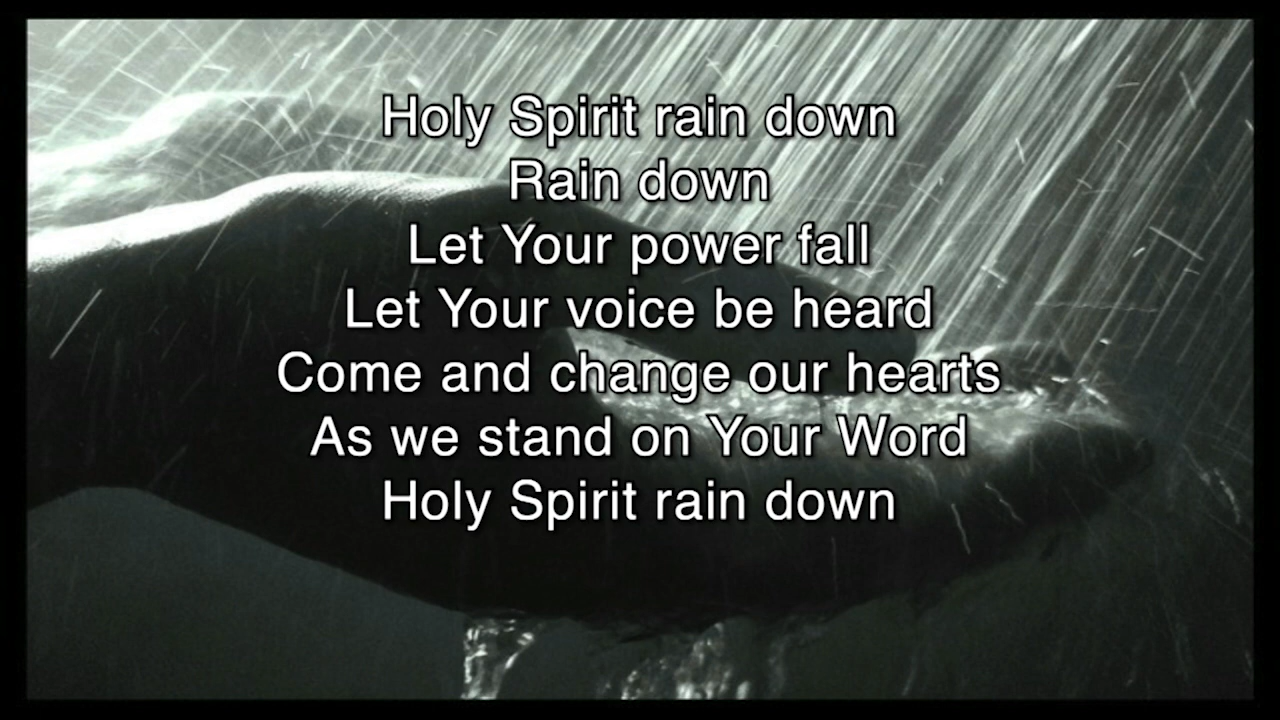 Holy Spirit rain down
Rain down
Let Your power fall
Let Your voice be heard
Come and change our hearts
As we stand on Your Word
Holy Spirit rain down